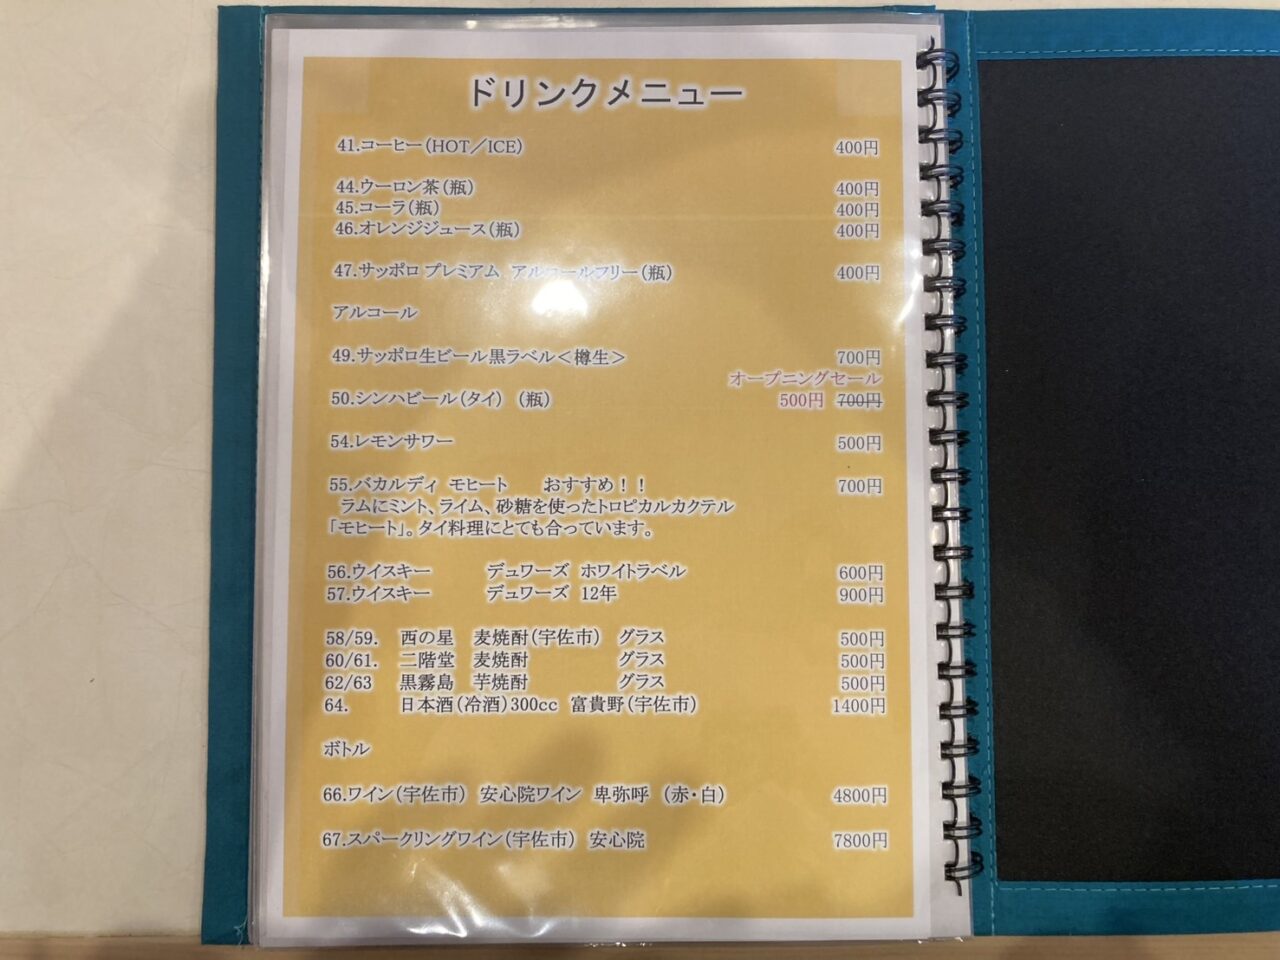 ドリンクメニュー
41.コーヒー(HOT／ICE) 400円
44.ウーロン茶(瓶) 400円
45.コーラ(瓶) 400円
46.オレンジジュース(瓶) 400円
47.サッポロ プレミアム アルコールフリー(瓶) 400円
アルコール
49.サッポロ生ビール黒ラベル＜樽生＞ 700円
オープニングセール
50.シンハビール(タイ) (瓶) 500円 700円
54.レモンサワー 500円
55.バカルディ モヒート おすすめ！！ 700円
ラムにミント、ライム、砂糖を使ったトロピカルカクテル
「モヒート」。タイ料理にとても合っています。
56.ウイスキー デュワーズ ホワイトラベル 600円
57.ウイスキー デュワーズ 12年 900円
58/59. 西の星 麦焼酎(宇佐市) グラス 500円
60/61. 二階堂 麦焼酎 グラス 500円
62/63 黒霧島 芋焼酎 グラス 500円
64. 日本酒(冷酒)300cc 富貴野(宇佐市) 1400円
ボトル
66.ワイン(宇佐市) 安心院ワイン 卑弥呼 (赤・白) 4800円
67.スパークリングワイン(宇佐市) 安心院 7800円